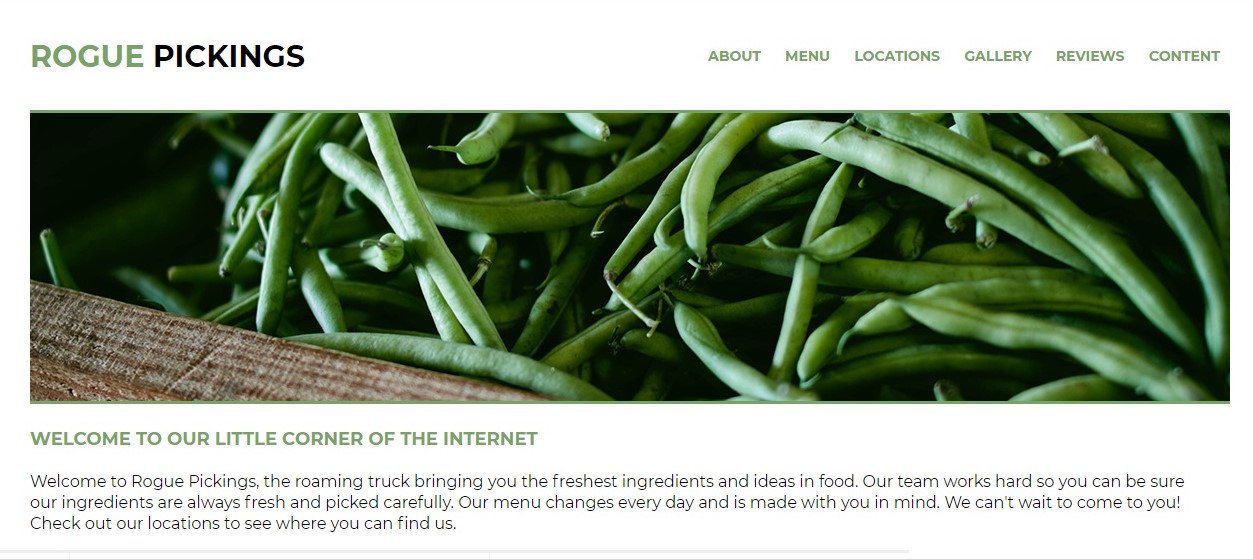 ROGUE PICKINGS
ABOUT MENU LOCATIONS GALLERY REVIEWS CONTENT
WELCOME TO OUR LITTLE CORNER OF THE INTERNET
Welcome to Rogue Pickings, the roaming truck bringing you the freshest ingredients and ideas in food. Our team works hard so you can be sure
our ingredients are always fresh and picked carefully. Our menu changes every day and is made with you in mind. We can't wait to come to you!
Check out our locations to see where you can find us.